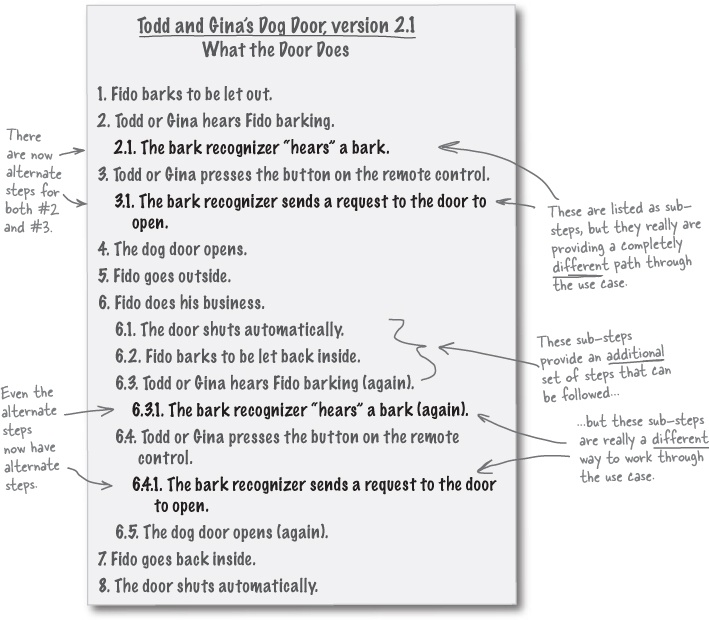 Todd and Gina's Dog Door, version 2.1
What the Door Does
1. Fido barks to be let out.
2. Todd or Gina hears Fido barking.
2.1. The bark recognizer "hears" a bark.
3. Todd or Gina presses the button on the remote control.
3.1. The bark recognizer sends a request to the door to
open.
4. The dog door opens.
5. Fido goes outside.
6. Fido does his business.
6.1. The door shuts automatically.
6.2. Fido barks to be let back inside.
6.3. Todd or Gina hears Fido barking (again).
6.3.1. The bark recognizer "hears" a bark (again).
6.4. Todd or Gina presses the button on the remote
control.
6.4.1. The bark recognizer sends a request to the door
to open.
6.5. The dog door opens (again).
7. Fido goes back inside.
8. The door shuts automatically.
There
are now
alternate
steps for
both #2
and #3.
Even the
alternate
steps
now have
alternate
steps.
These are listed as sub-
steps, but they really are
providing a completely
different path through
the use case.
These sub-steps
provide an additional
set of steps that can
be followed...
...but these sub-steps
are really a different
way to work through
the use case.